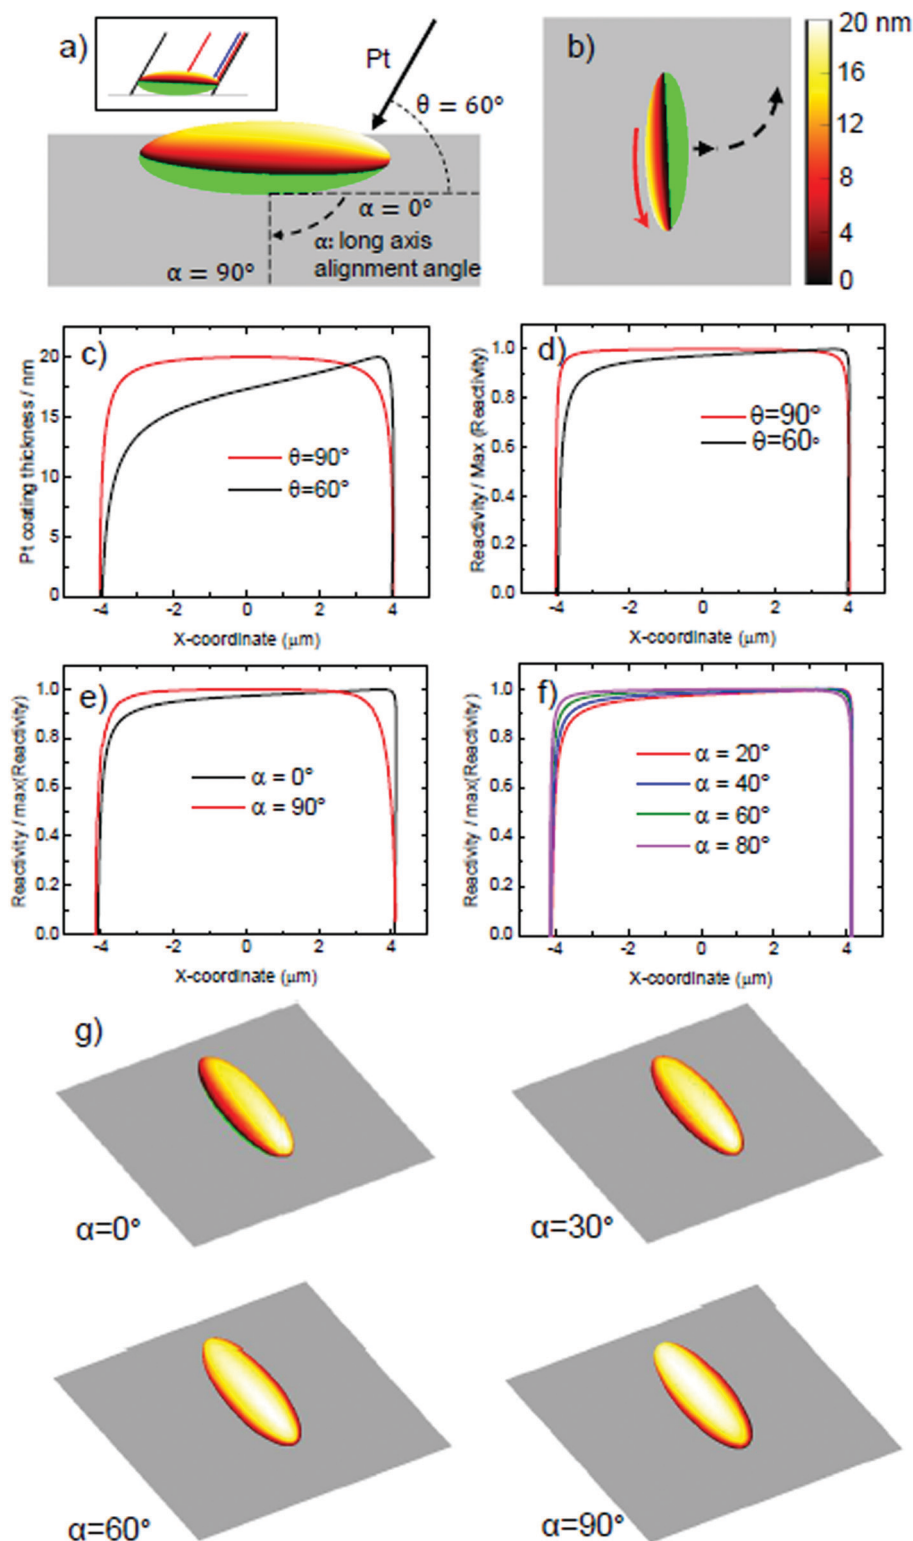 a)
Pt
θ = 60°
α = 0°
α: long axis
alignment angle
α = 90°
b)
20 nm
16
12
8
4
0
c)
Pt coating thickness / nm
20
15
10
5
0
θ=90°
θ=60°
-4 -2 0 2 4
X-coordinate (μm)
d)
Reactivity / Max (Reactivity)
1.0
0.8
0.6
0.4
0.2
0.0
θ=90°
θ=60°
-4 -2 0 2 4
X-coordinate (μm)
e)
Reactivity / max(Reactivity)
1.0
0.8
0.6
0.4
0.2
0.0
α = 0°
α = 90°
-4 -2 0 2 4
X-coordinate (μm)
f)
Reactivity / max(Reactivity)
1.0
0.8
0.6
0.4
0.2
0.0
α = 20°
α = 40°
α = 60°
α = 80°
-4 -2 0 2 4
X-coordinate (μm)
g)
α=0°
α=30°
α=60°
α=90°